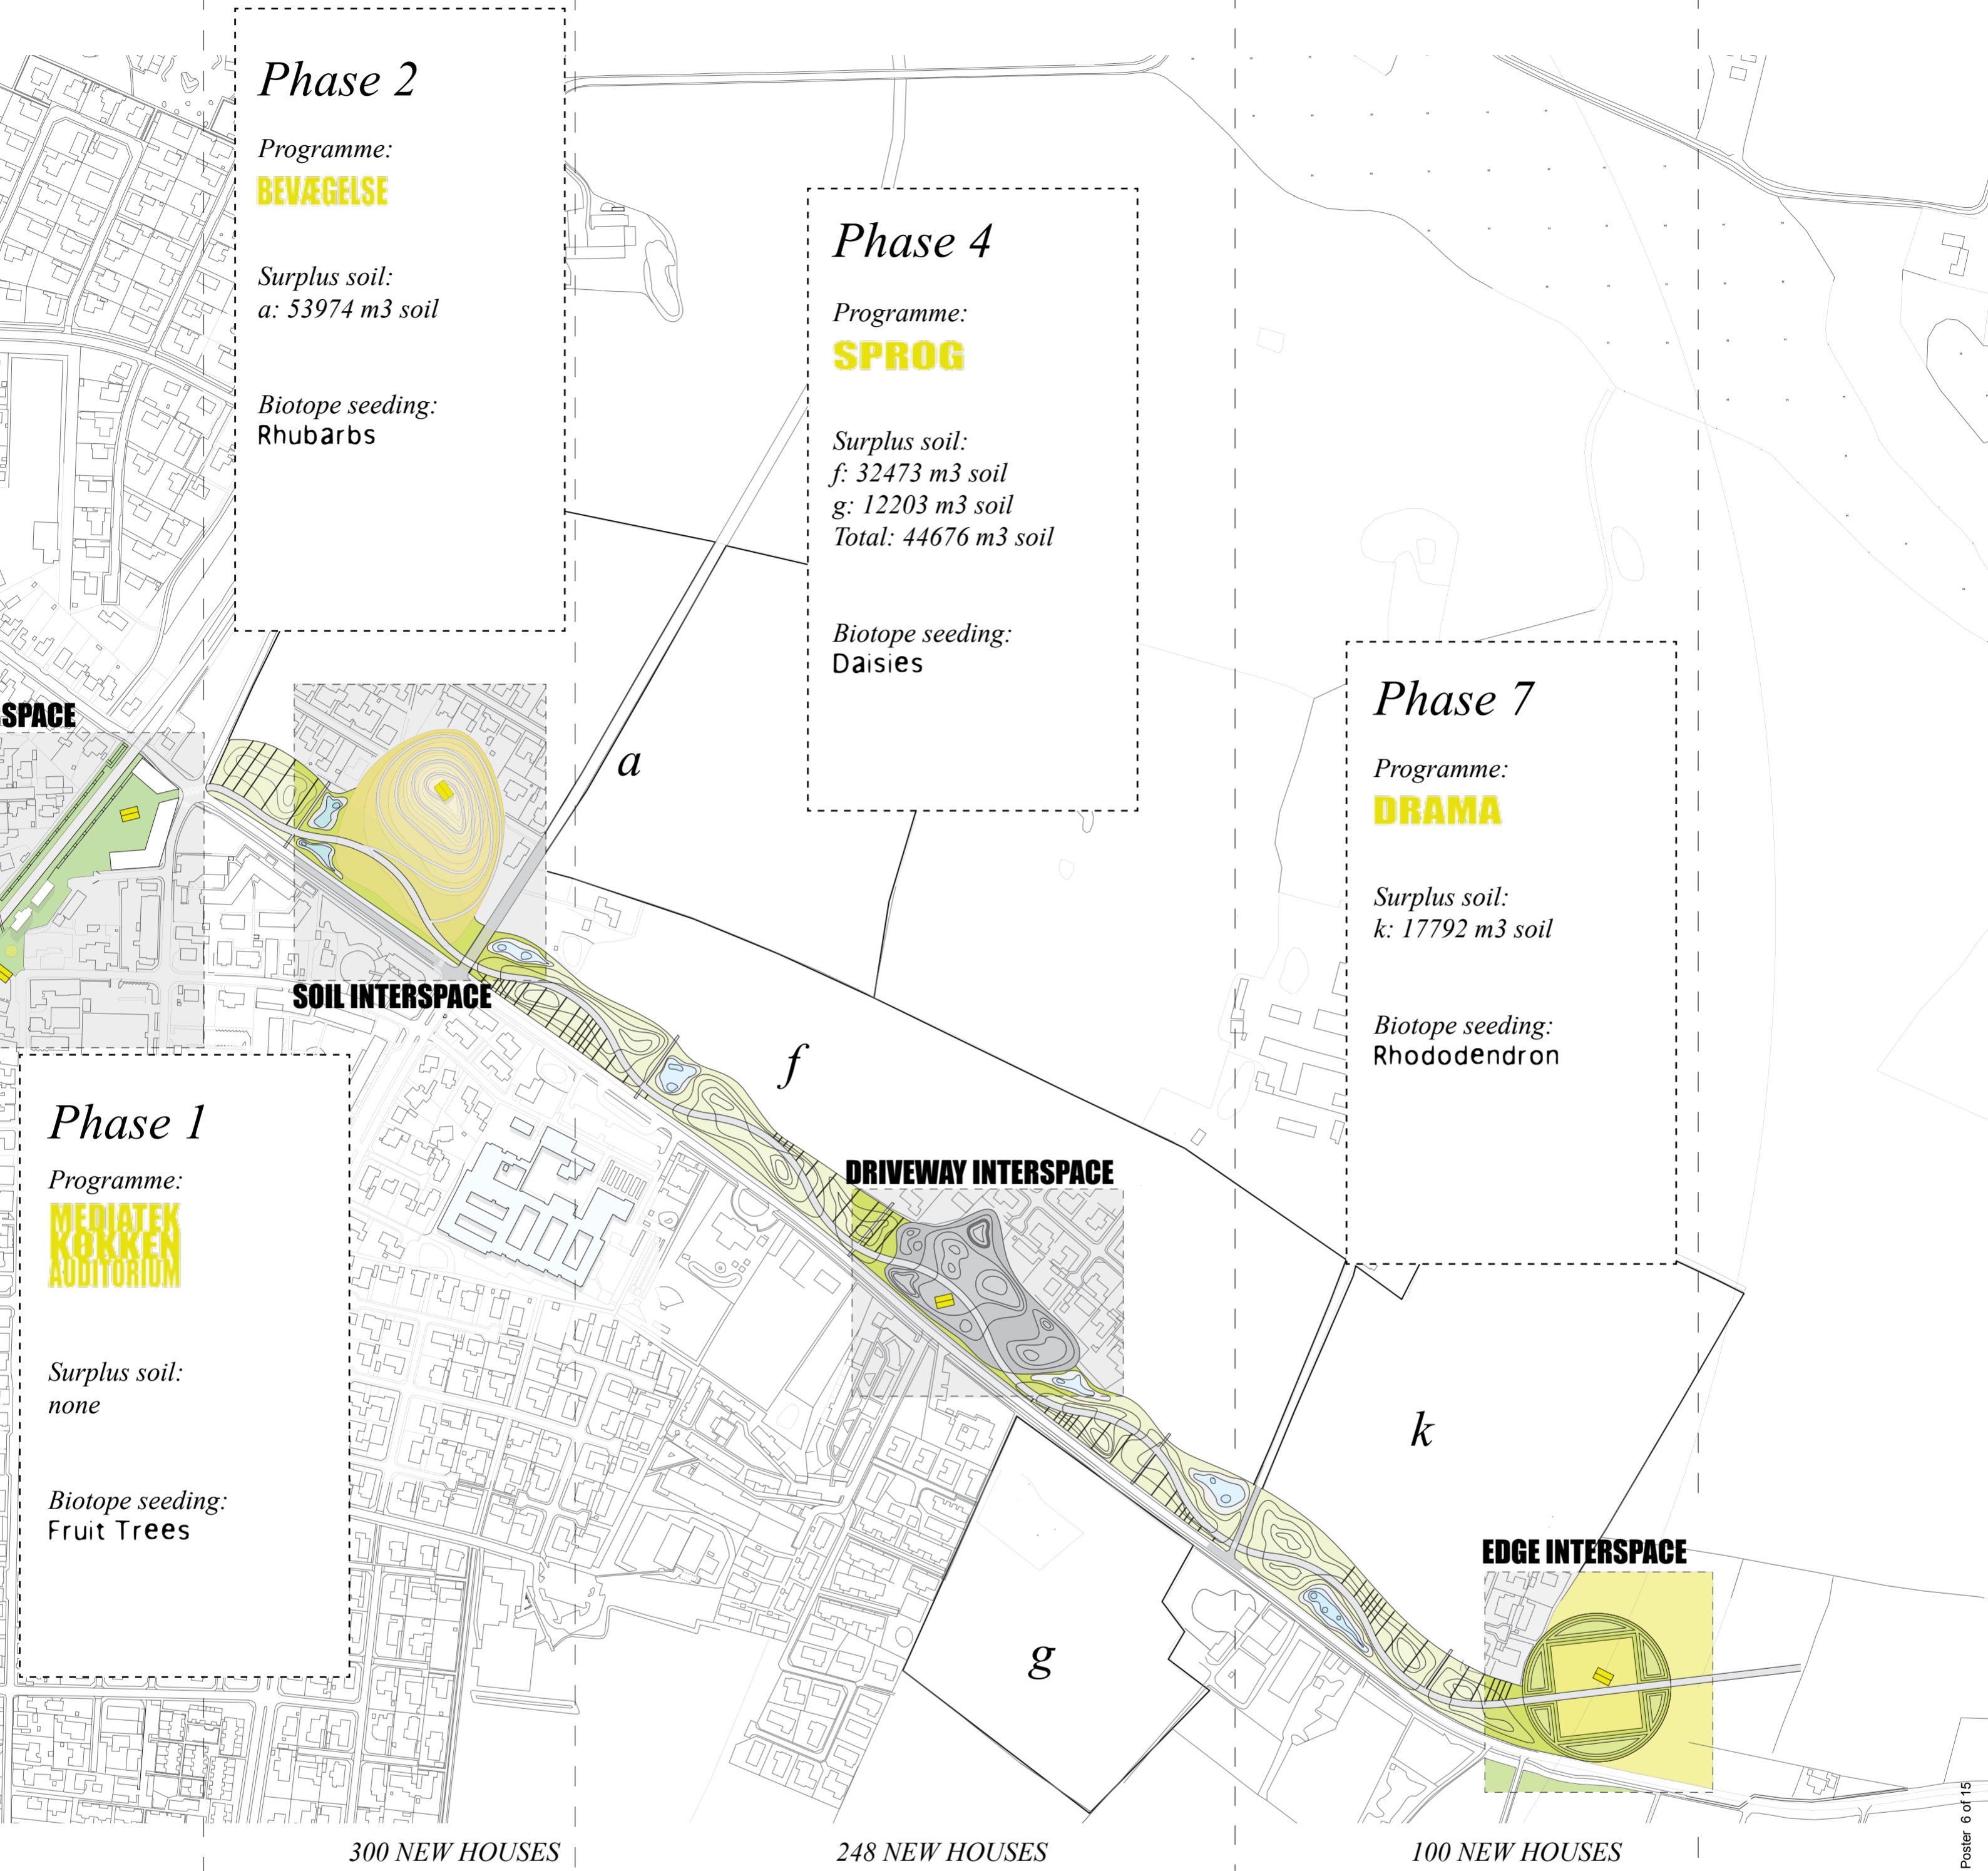 Phase 2
Programme:
BEVÆGELSE
Surplus soil:
a: 53974 m3 soil
Biotope seeding:
Rhubarbs
Phase 4
Programme:
SPROG
Surplus soil:
f: 32473 m3 soil
g: 12203 m3 soil
Total: 44676 m3 soil
Biotope seeding:
Daisies
Phase 7
Programme:
DRAMA
Surplus soil:
k: 17792 m3 soil
Biotope seeding:
Rhododendron
SPACE
a
SOIL INTERSPACE
f
Phase 1
Programme:
MEDIATEK
KØKKEN
AUDITORIUM
Surplus soil:
none
Biotope seeding:
Fruit Trees
DRIVEWAY INTERSPACE
k
EDGE INTERSPACE
g
300 NEW HOUSES
248 NEW HOUSES
100 NEW HOUSES
Poster 6 of 15